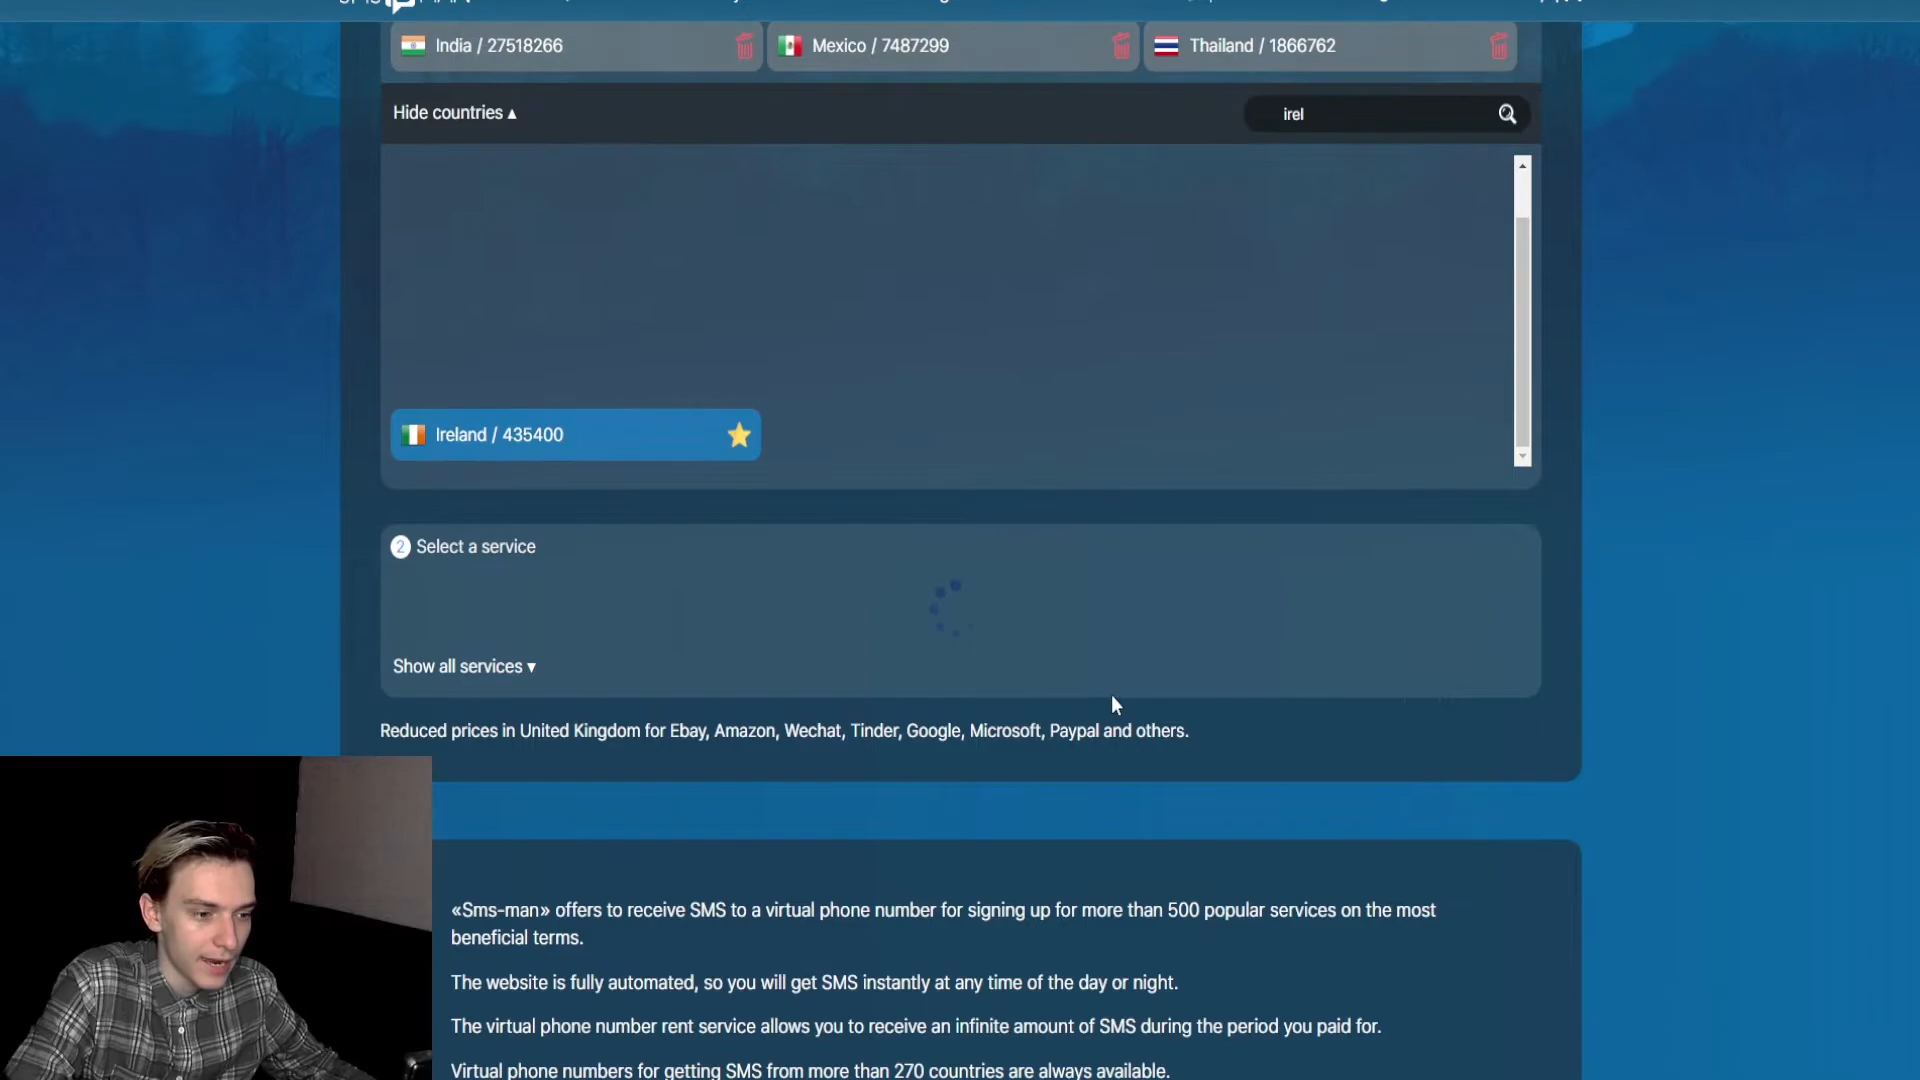 India / 27518266
Mexico / 7487299
Thailand / 1866762
Hide countries ▴
irel
Ireland / 435400
2 Select a service
Show all services ▾
Reduced prices in United Kingdom for Ebay, Amazon, Wechat, Tinder, Google, Microsoft, Paypal and others.
«Sms-man» offers to receive SMS to a virtual phone number for signing up for more than 500 popular services on the most
beneficial terms.
The website is fully automated, so you will get SMS instantly at any time of the day or night.
The virtual phone number rent service allows you to receive an infinite amount of SMS during the period you paid for.
Virtual phone numbers for getting SMS from more than 270 countries are always available.